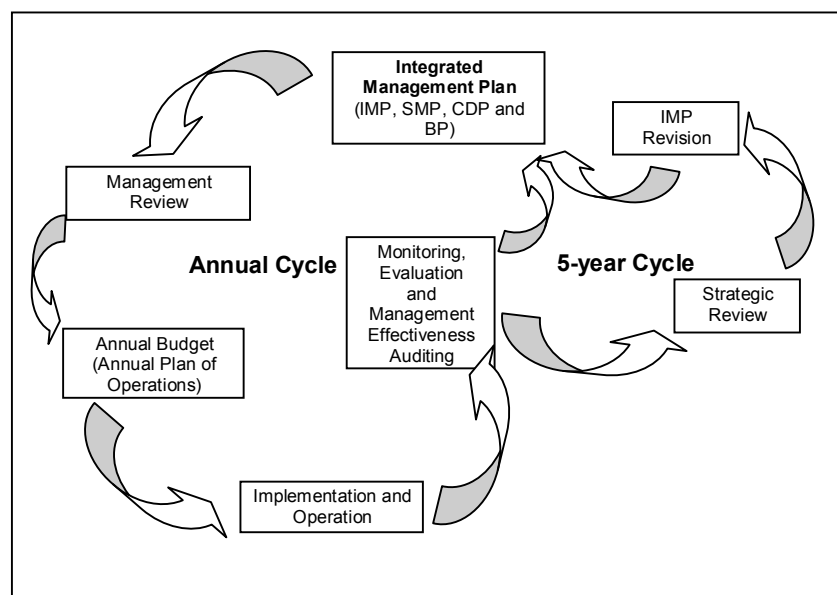 Integrated
Management Plan
(IMP, SMP, CDP and
BP)
IMP
Revision
Management
Review
Annual Cycle
Monitoring,
Evaluation
and
Management
Effectiveness
Auditing
5-year Cycle
Strategic
Review
Annual Budget
(Annual Plan of
Operations)
Implementation and
Operation